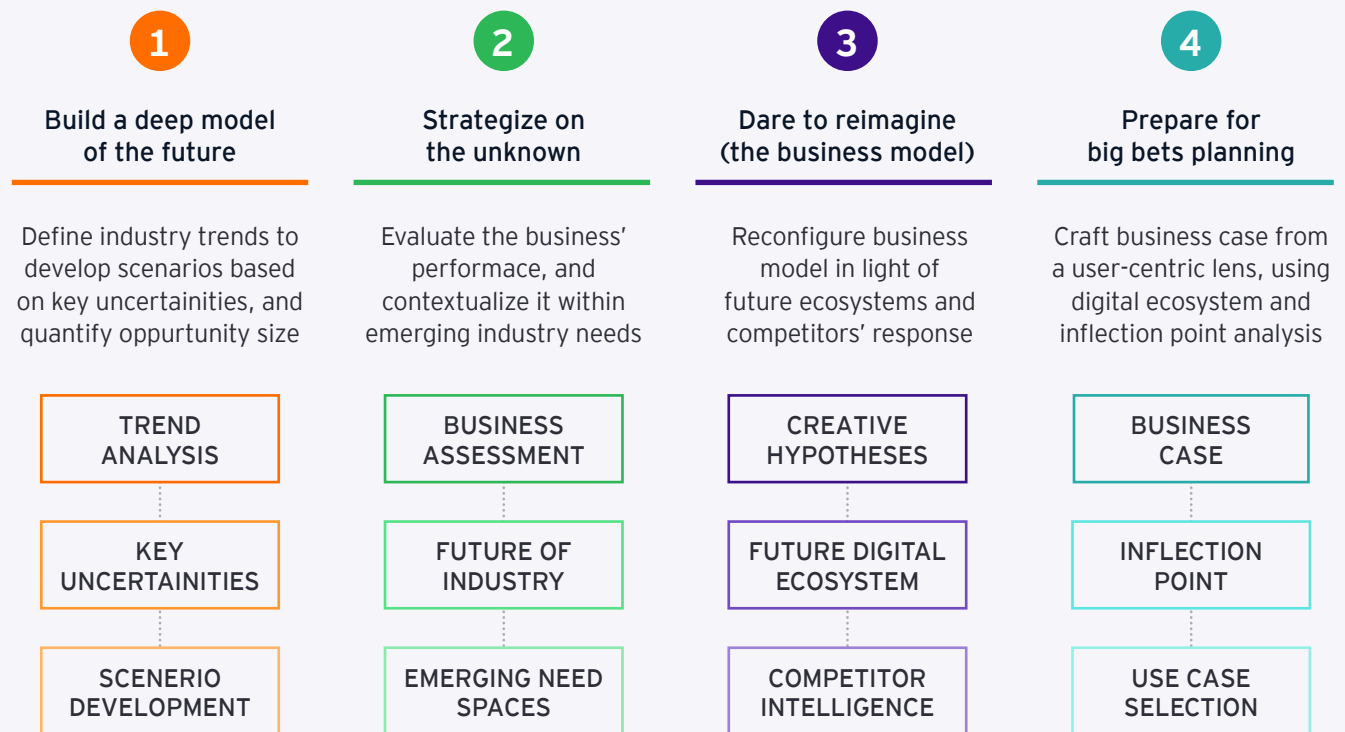 1
Build a deep model
of the future
Define industry trends to
develop scenarios based
on key uncertainities, and
quantify oppurtunity size
TREND
ANALYSIS
KEY
UNCERTAINITIES
SCENERIO
DEVELOPMENT
2
Strategize on
the unknown
Evaluate the business’
performace, and
contextualize it within
emerging industry needs
BUSINESS
ASSESSMENT
FUTURE OF
INDUSTRY
EMERGING NEED
SPACES
3
Dare to reimagine
(the business model)
Reconfigure business
model in light of
future ecosystems and
competitors’ response
CREATIVE
HYPOTHESES
FUTURE DIGITAL
ECOSYSTEM
COMPETITOR
INTELLIGENCE
4
Prepare for
big bets planning
Craft business case from
a user-centric lens, using
digital ecosystem and
inflection point analysis
BUSINESS
CASE
INFLECTION
POINT
USE CASE
SELECTION